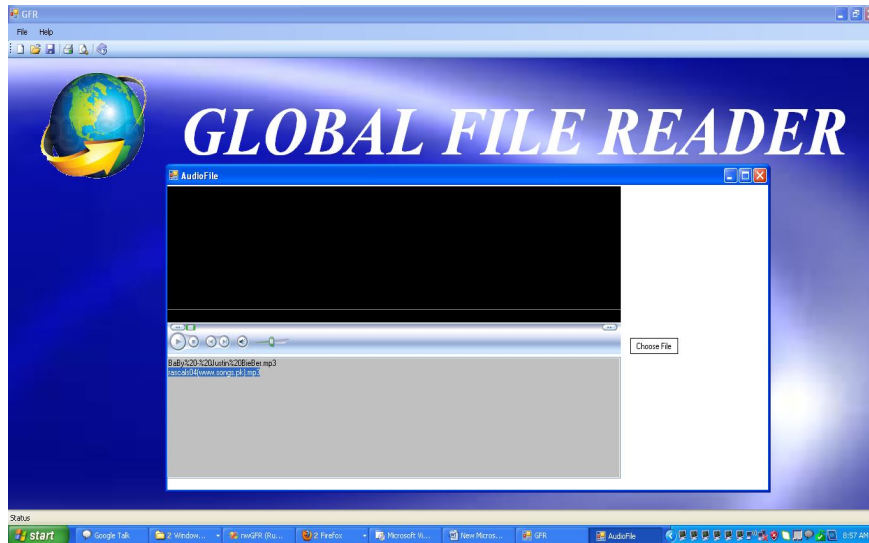 GFR
File Help
GLOBAL FILE READER
AudioFile
Choose File
BaBy%20-%20Justin%20BieBer.mp3
rascals04[www.songs.pk].mp3
Status
start Google Talk 2 Window... rwGFR (Ru... 2 Firefox Microsoft Vi... New Micros... GFR AudioFile 8:57 AM